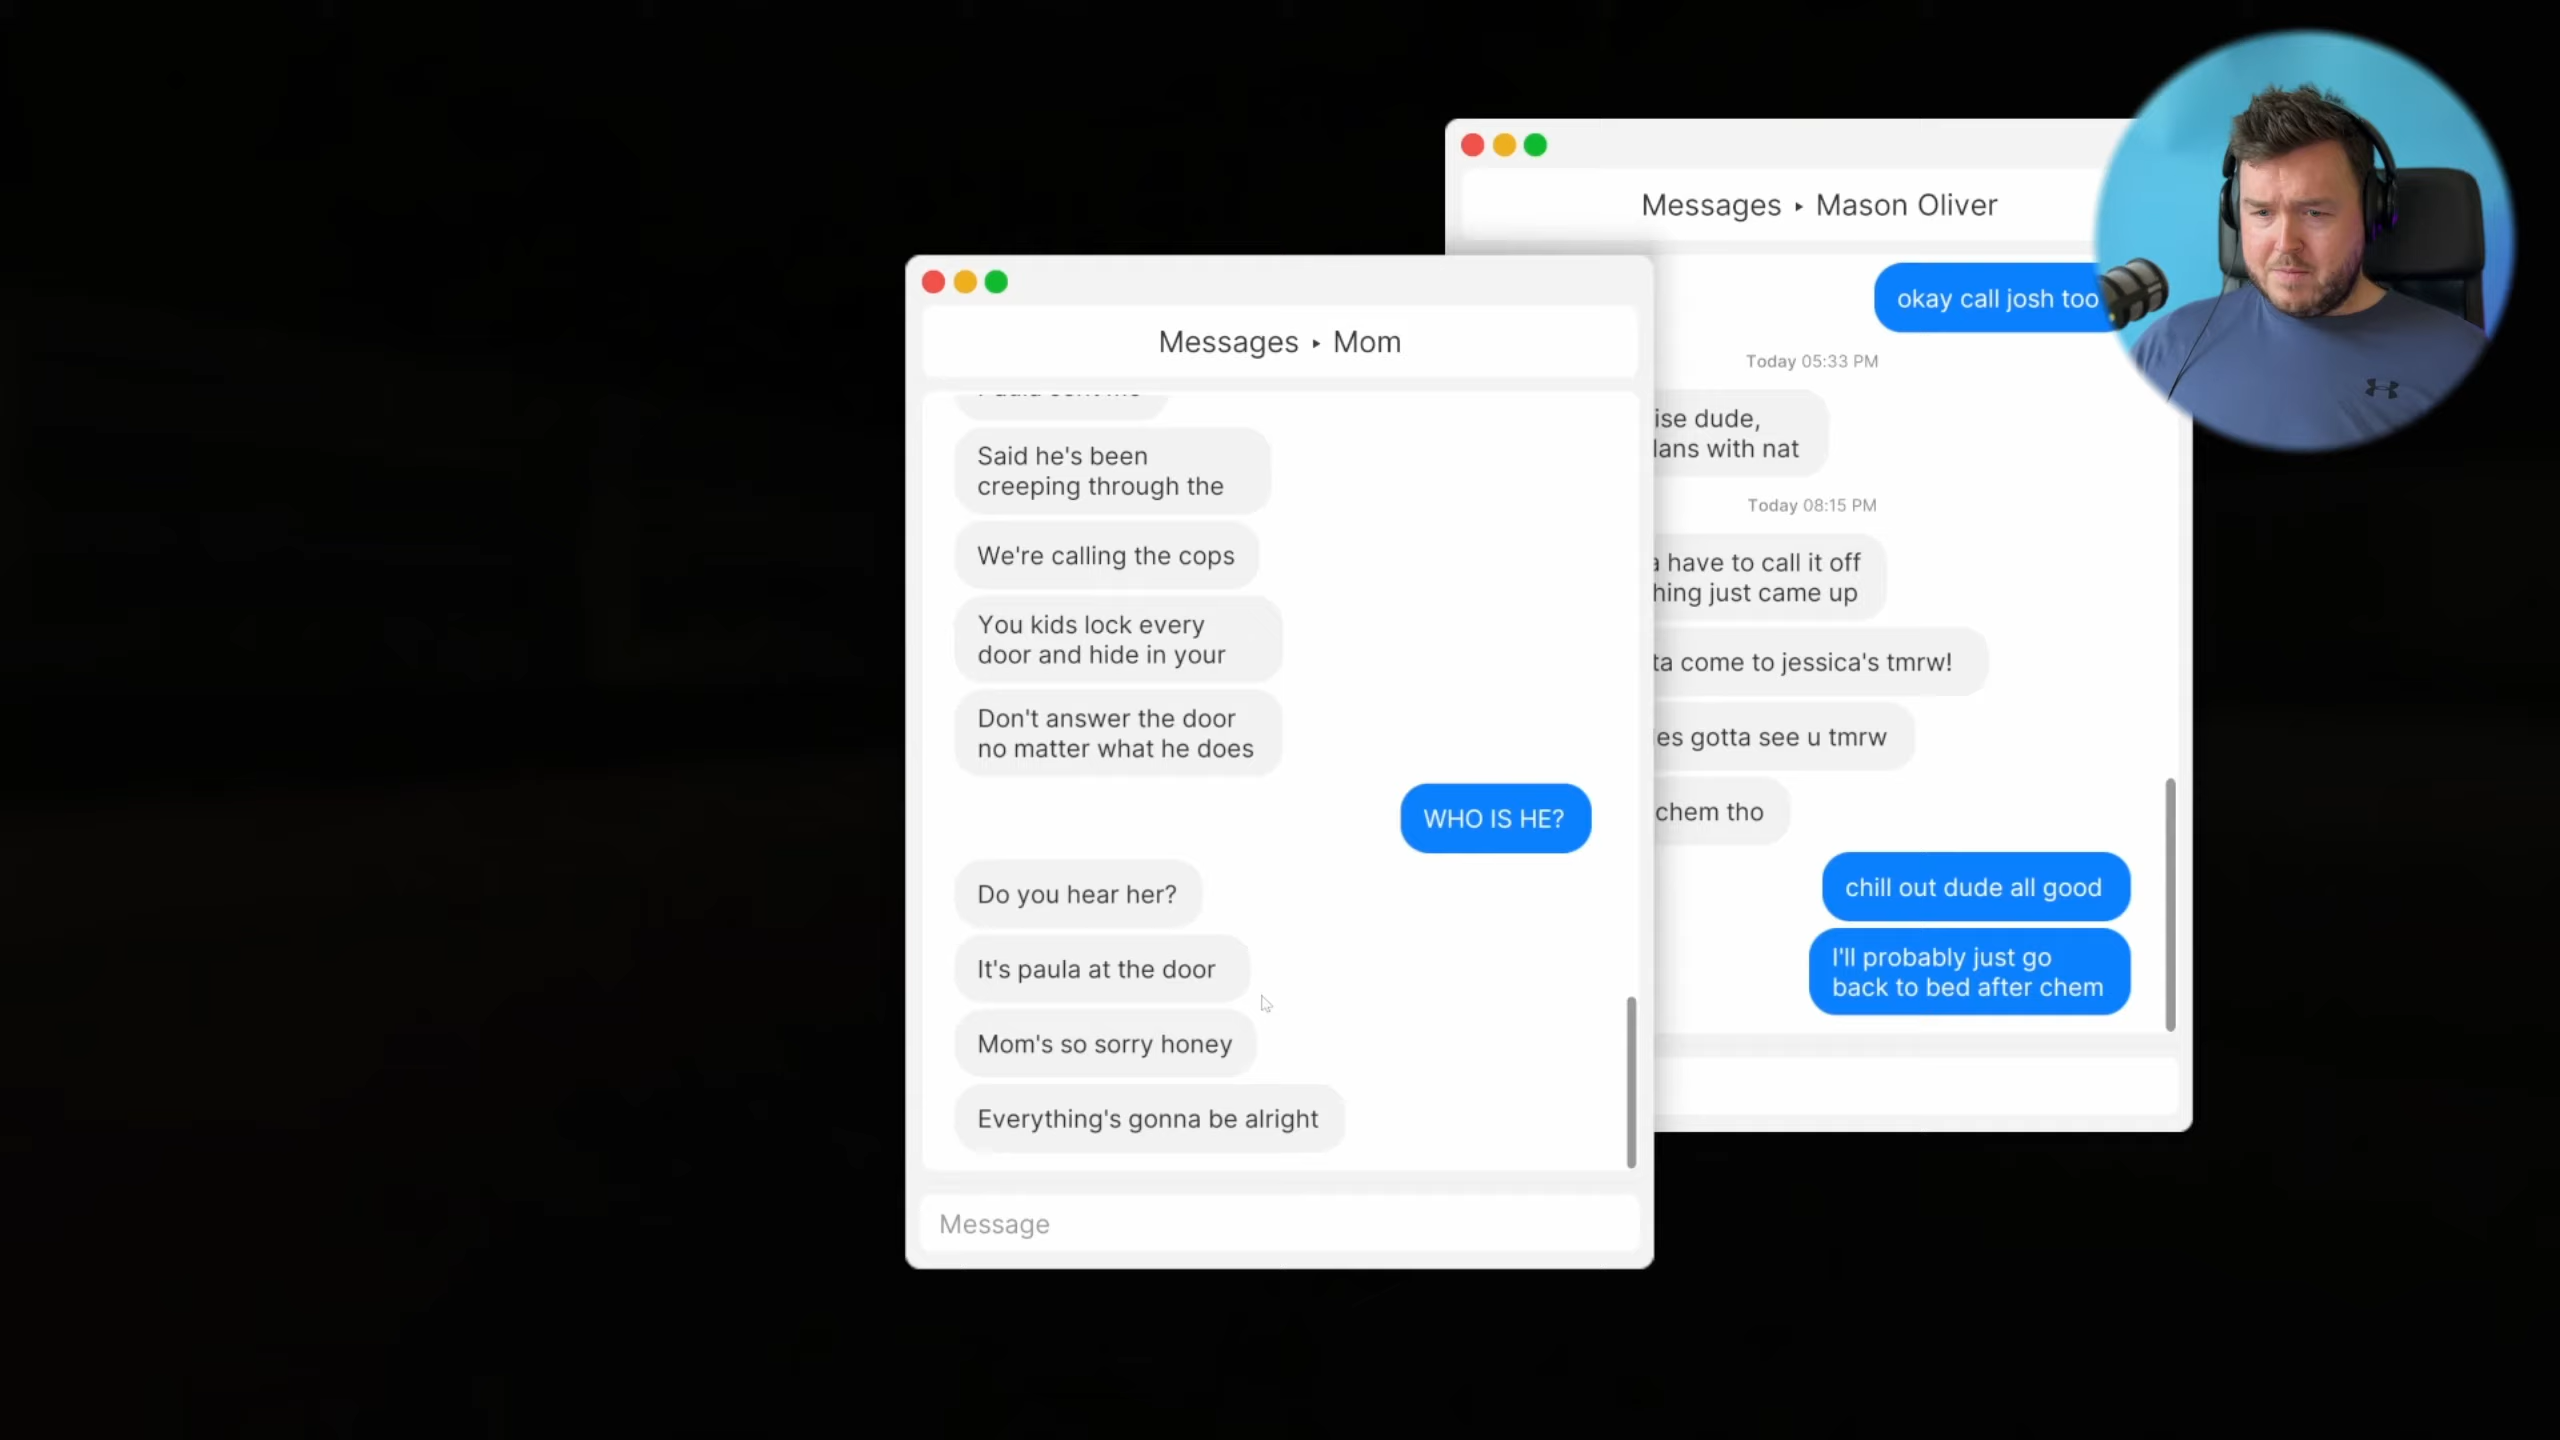 Messages ▸ Mason Oliver
okay call josh too
Today 05:33 PM
ise dude,
lans with nat
Today 08:15 PM
have to call it off
hing just came up
ta come to jessica's tmrw!
es gotta see u tmrw
chem tho
chill out dude all good
I'll probably just go
back to bed after chem
Messages ▸ Mom
Said he's been
creeping through the
We're calling the cops
You kids lock every
door and hide in your
Don't answer the door
no matter what he does
WHO IS HE?
Do you hear her?
It's paula at the door
Mom's so sorry honey
Everything's gonna be alright
Message